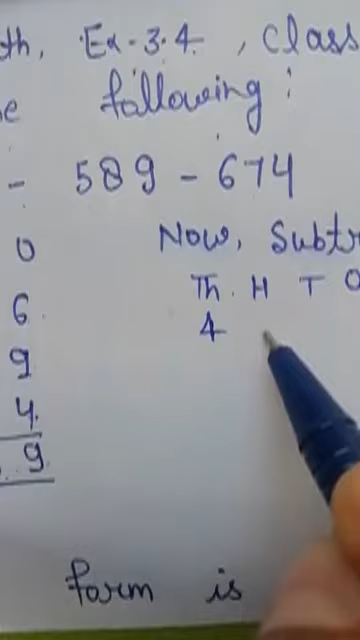 th, Ex-3.4, Class
e following:
- 589 - 674
0 Now, Subtr
Th. H T O
6. 4
9
4.
. 9
form is